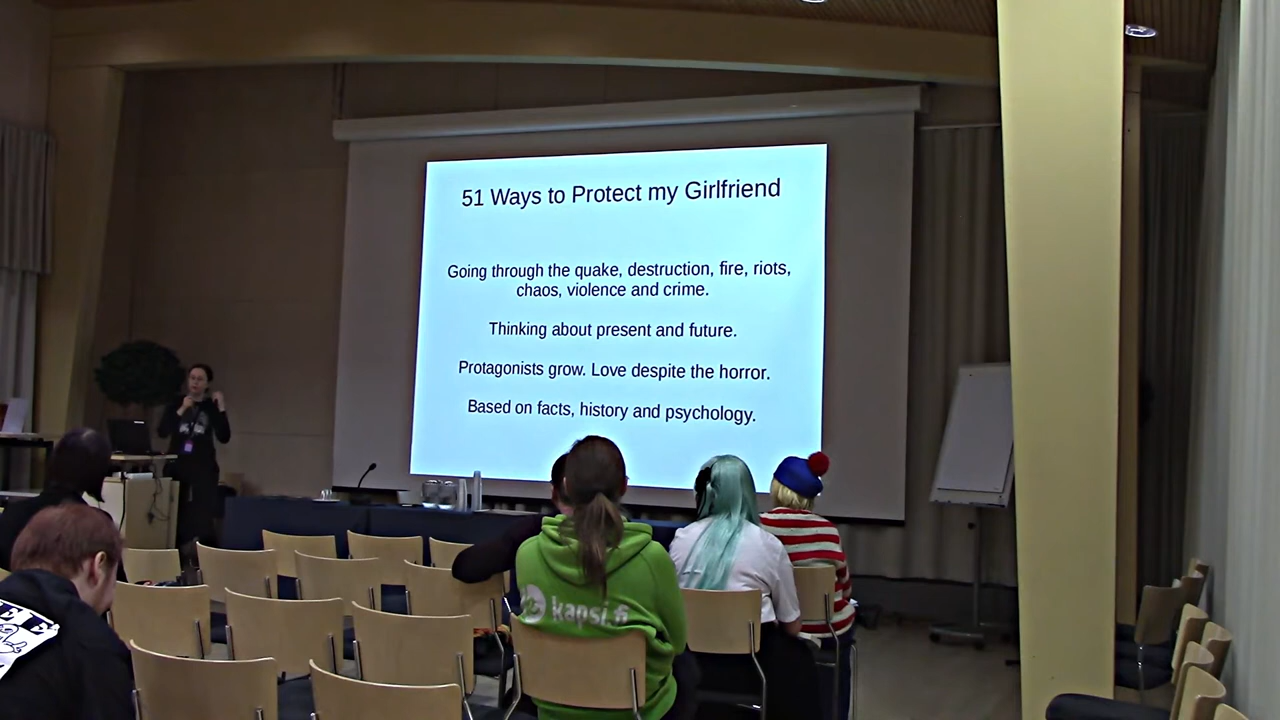 51 Ways to Protect my Girlfriend
Going through the quake, destruction, fire, riots,
chaos, violence and crime.
Thinking about present and future.
Protagonists grow. Love despite the horror.
Based on facts, history and psychology.
kapsi.fi